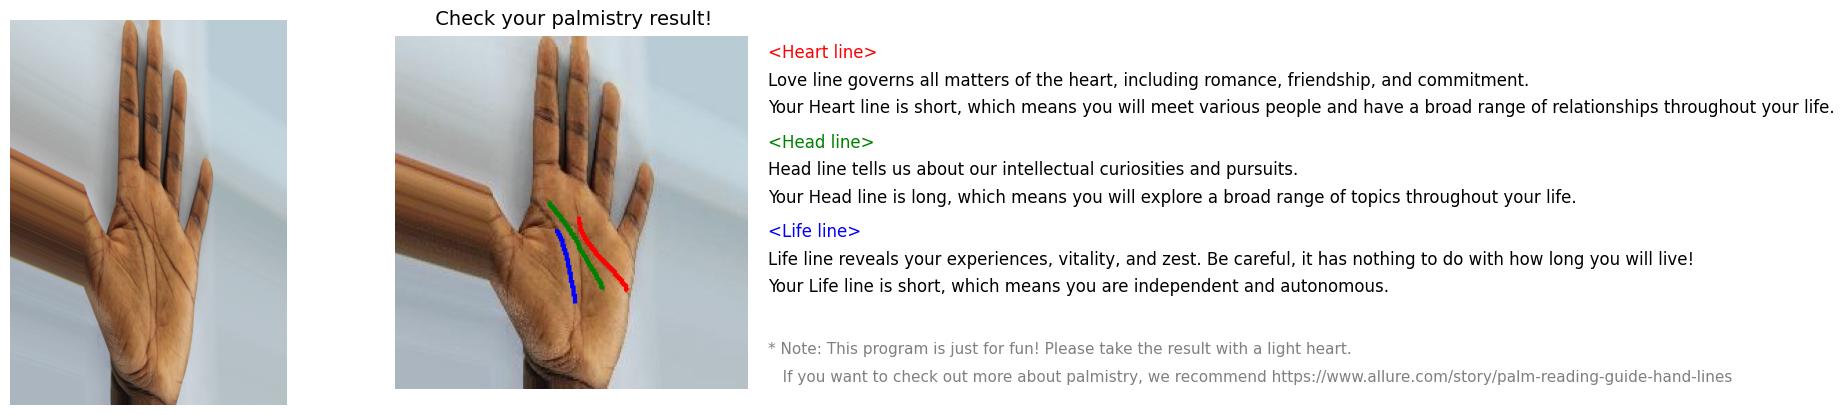 Check your palmistry result!
<Heart line>
Love line governs all matters of the heart, including romance, friendship, and commitment.
Your Heart line is short, which means you will meet various people and have a broad range of relationships throughout your life.
<Head line>
Head line tells us about our intellectual curiosities and pursuits.
Your Head line is long, which means you will explore a broad range of topics throughout your life.
<Life line>
Life line reveals your experiences, vitality, and zest. Be careful, it has nothing to do with how long you will live!
Your Life line is short, which means you are independent and autonomous.
* Note: This program is just for fun! Please take the result with a light heart.
If you want to check out more about palmistry, we recommend https://www.allure.com/story/palm-reading-guide-hand-lines